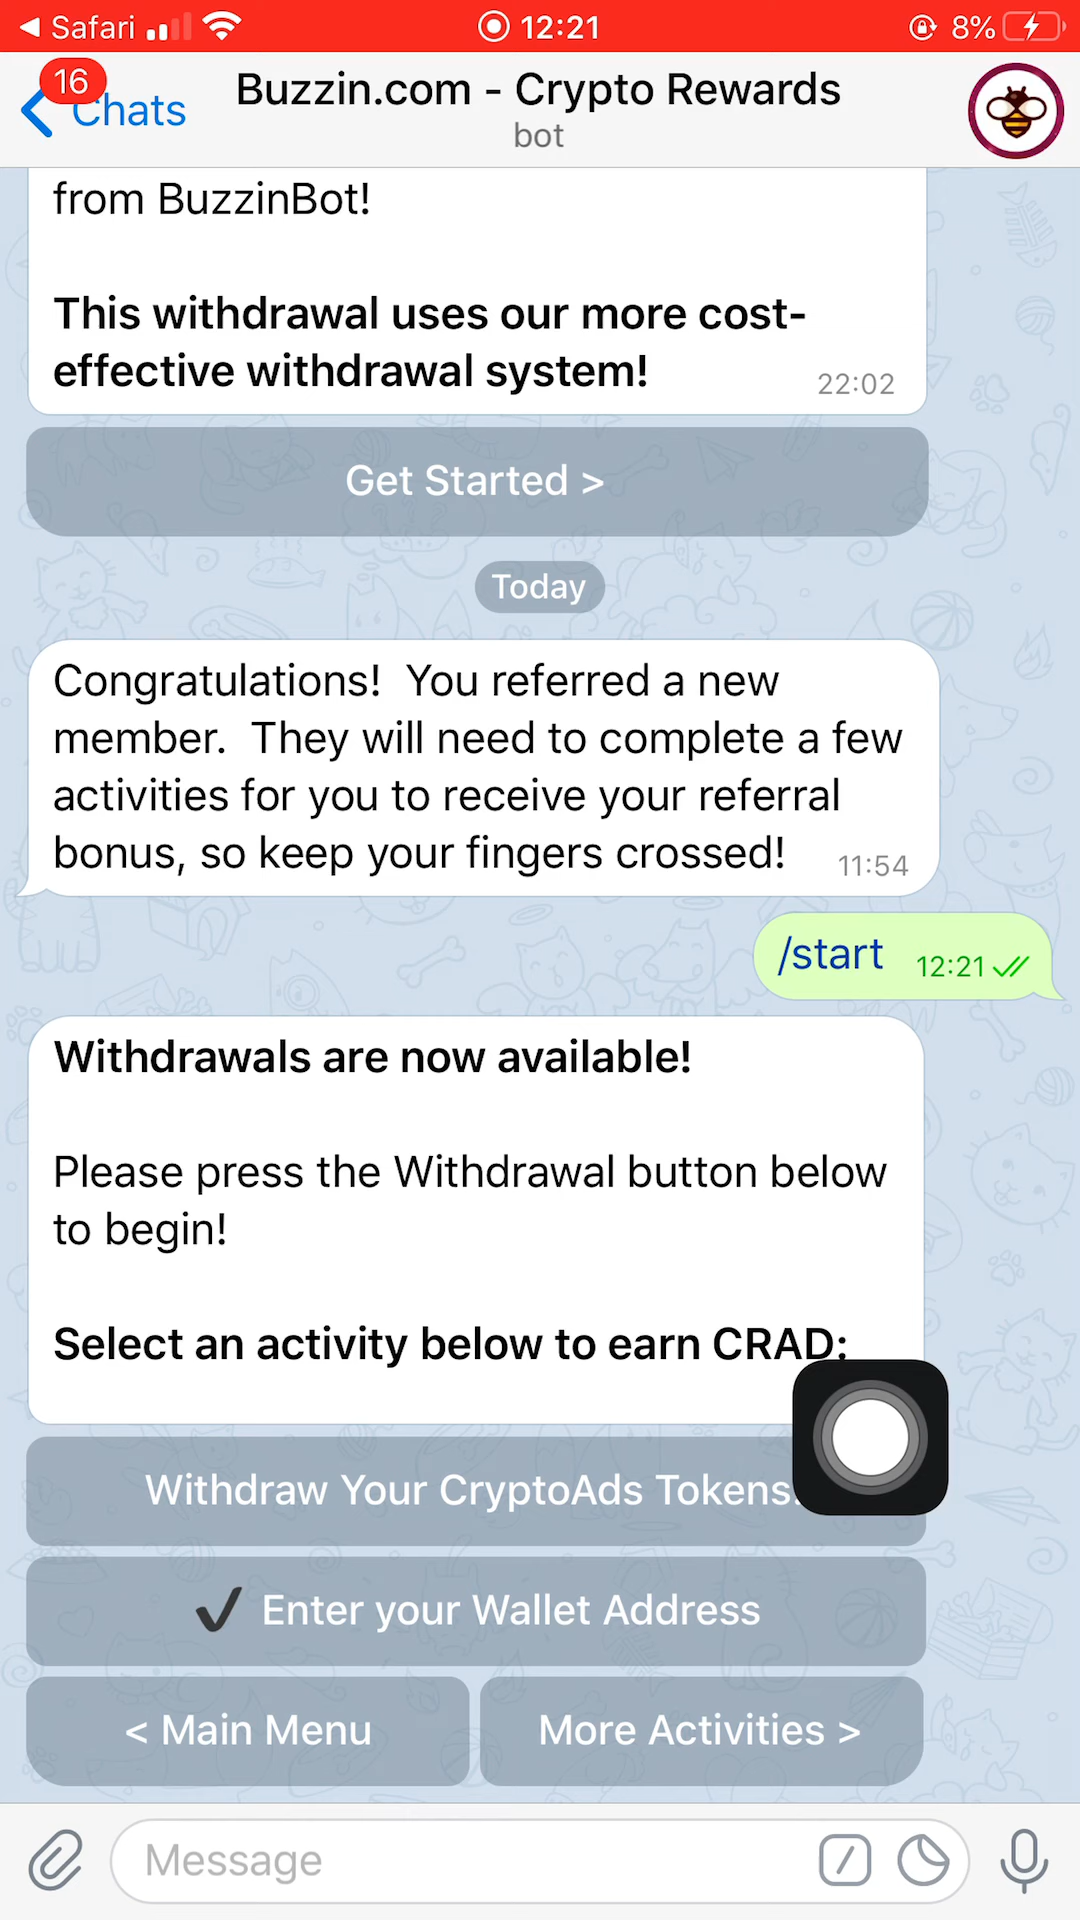 Safari 12:21 8%
16
Chats
Buzzin.com - Crypto Rewards
bot
from BuzzinBot!
This withdrawal uses our more cost-
effective withdrawal system!
22:02
Get Started >
Today
Congratulations! You referred a new
member. They will need to complete a few
activities for you to receive your referral
bonus, so keep your fingers crossed!
11:54
/start 12:21
Withdrawals are now available!
Please press the Withdrawal button below
to begin!
Select an activity below to earn CRAD:
Withdraw Your CryptoAds Tokens
✔ Enter your Wallet Address
< Main Menu
More Activities >
Message